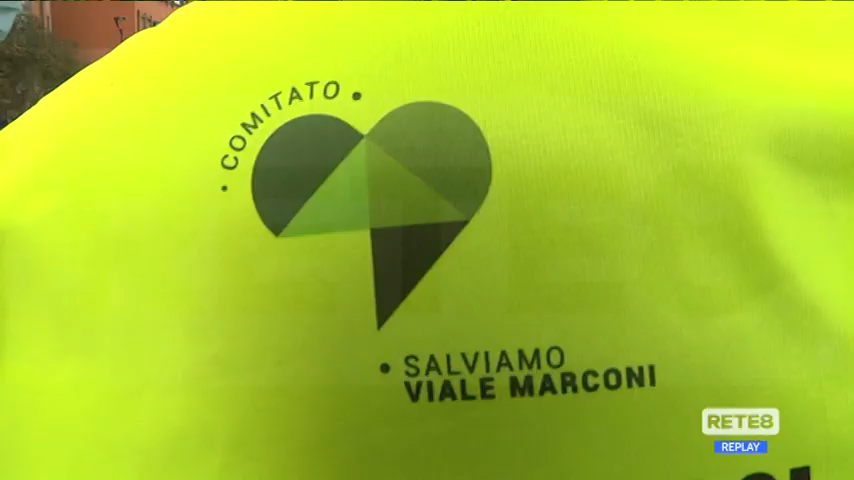 • COMITATO •
• SALVIAMO
VIALE MARCONI
RETE8
REPLAY